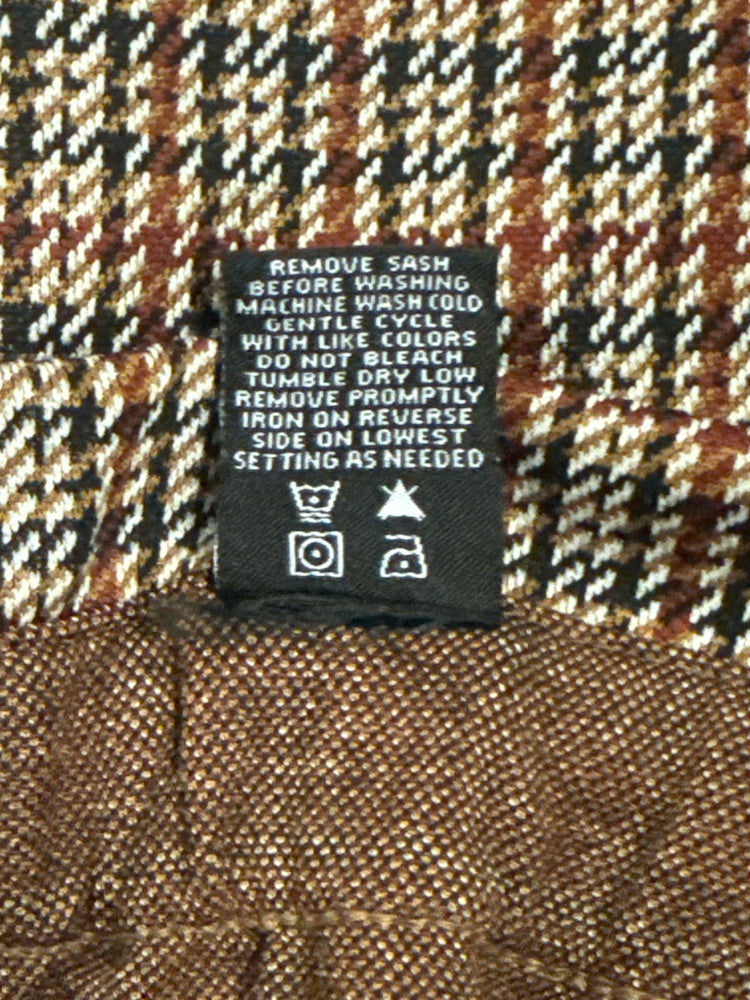 REMOVE SASH
BEFORE WASHING
MACHINE WASH COLD
GENTLE CYCLE
WITH LIKE COLORS
DO NOT BLEACH
TUMBLE DRY LOW
REMOVE PROMPTLY
IRON ON REVERSE
SIDE ON LOWEST
SETTING AS NEEDED